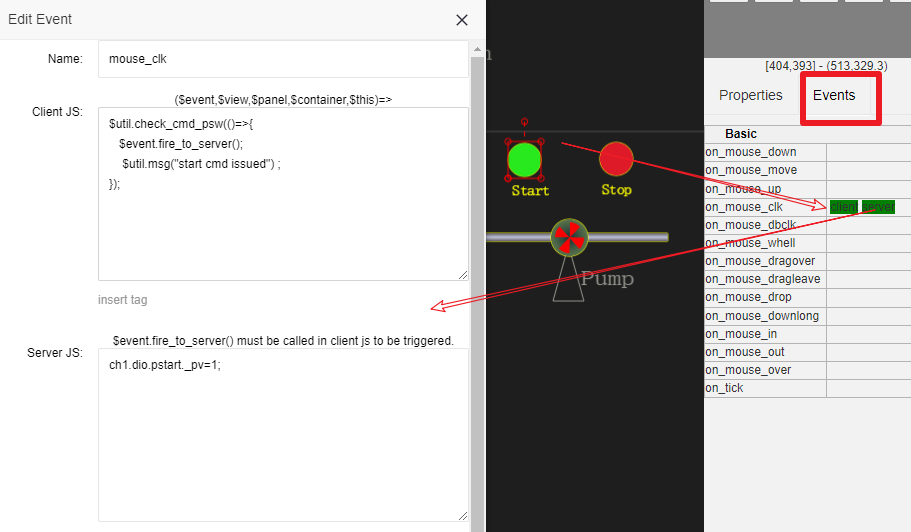 Edit Event
Name:
mouse_clk
($event,$view,$panel,$container,$this)=>
Client JS:
$util.check_cmd_psw(()=>{
$event.fire_to_server();
$util.msg("start cmd issued") ;
});
insert tag
$event.fire_to_server() must be called in client js to be triggered.
Server JS:
ch1.dio.pstart._pv=1;
Start
Stop
Pump
[404,393] - (513,329.3)
Properties
Events
Basic
on_mouse_down
on_mouse_move
on_mouse_up
on_mouse_clk
client server
on_mouse_dbclk
on_mouse_whell
on_mouse_dragover
on_mouse_dragleave
on_mouse_drop
on_mouse_downlong
on_mouse_in
on_mouse_out
on_mouse_over
on_tick